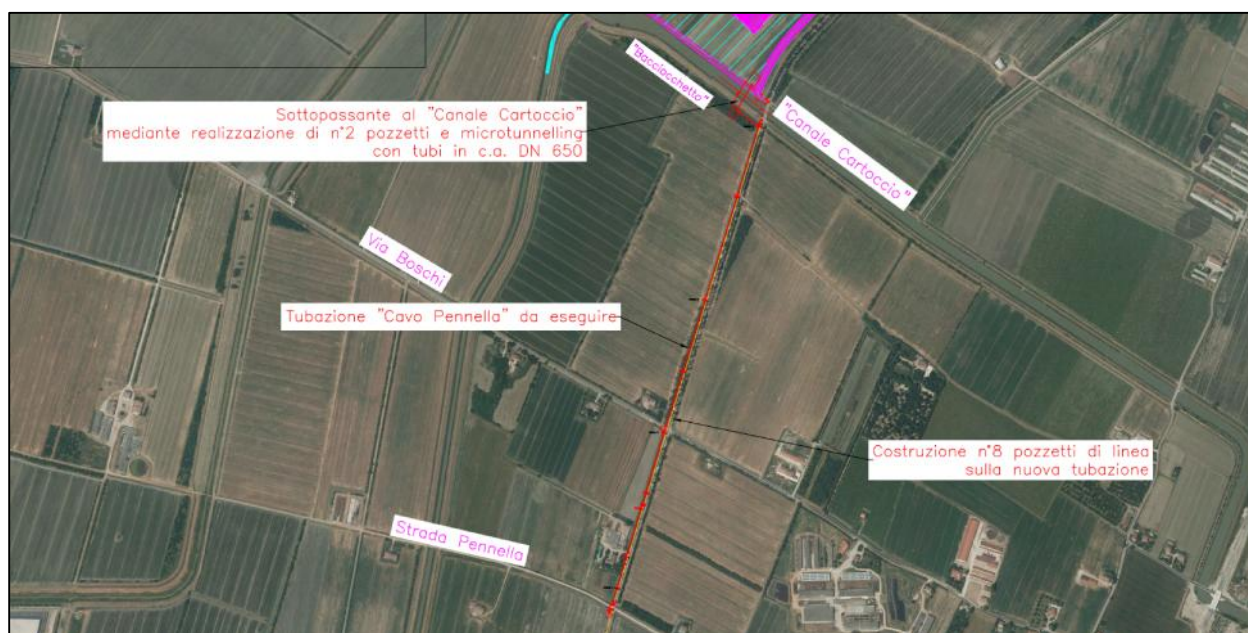 "Bacciacchetto"
Sottopassante al "Canale Cartoccio"
mediante realizzazione di n°2 pozzetti e microtunnelling
con tubi in c.a. DN 650
"Canale Cartoccio"
Via Boschi
Tubazione "Cavo Pennella" da eseguire
Costruzione n°8 pozzetti di linea
sulla nuova tubazione
Strada Pennella